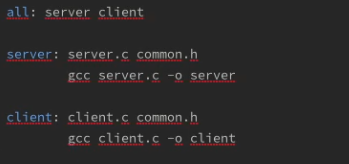 all: server client
server: server.c common.h
gcc server.c -o server
client: client.c common.h
gcc client.c -o client